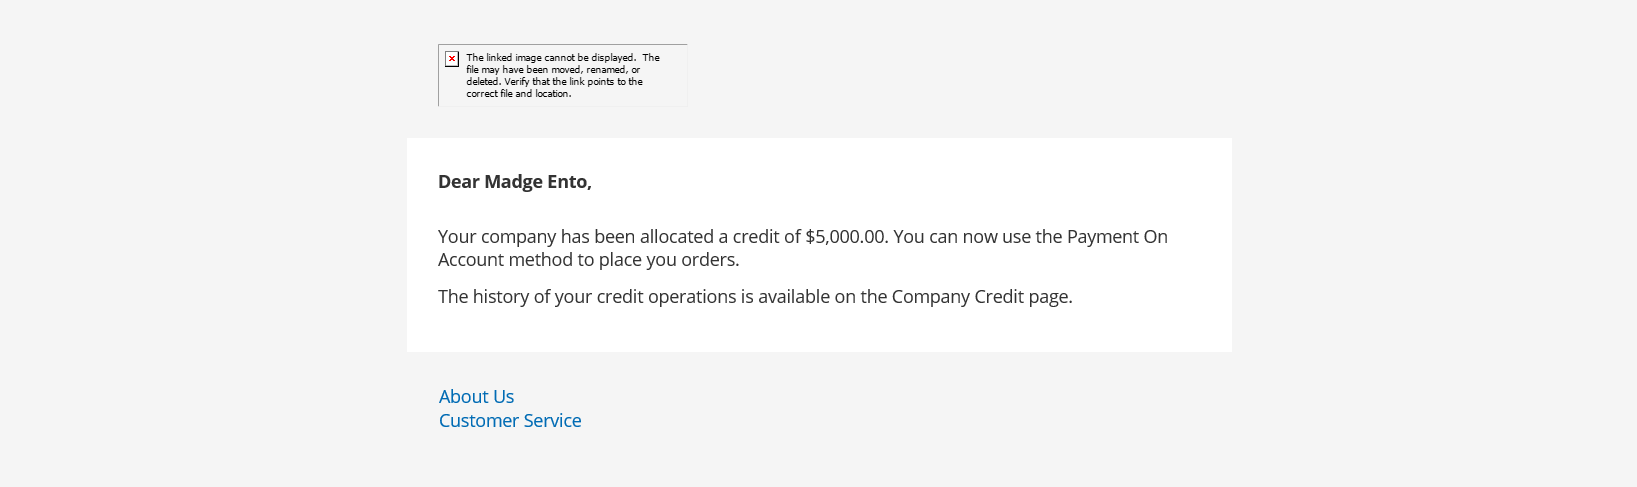 The linked image cannot be displayed.  The
file may have been moved, renamed, or
deleted. Verify that the link points to the
correct file and location.
Dear Madge Ento,
Your company has been allocated a credit of $5,000.00. You can now use the Payment On
Account method to place you orders.
The history of your credit operations is available on the Company Credit page.
About Us
Customer Service